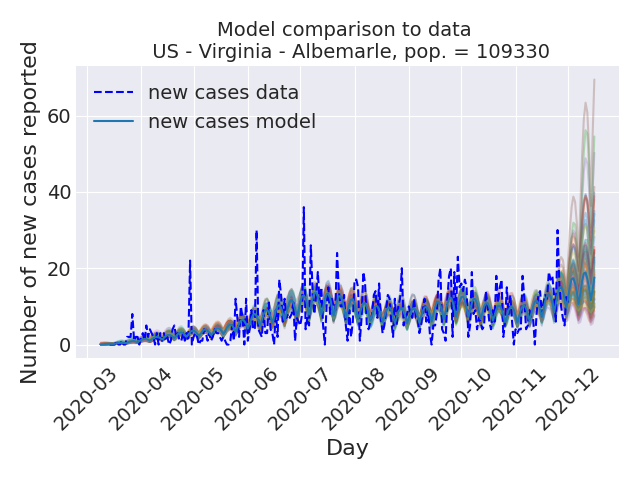 Model comparison to data
US - Virginia - Albemarle, pop. = 109330
Number of new cases reported
new cases data
new cases model
60
40
20
0
2020-03
2020-04
2020-05
2020-06
2020-07
2020-08
2020-09
2020-10
2020-11
2020-12
Day